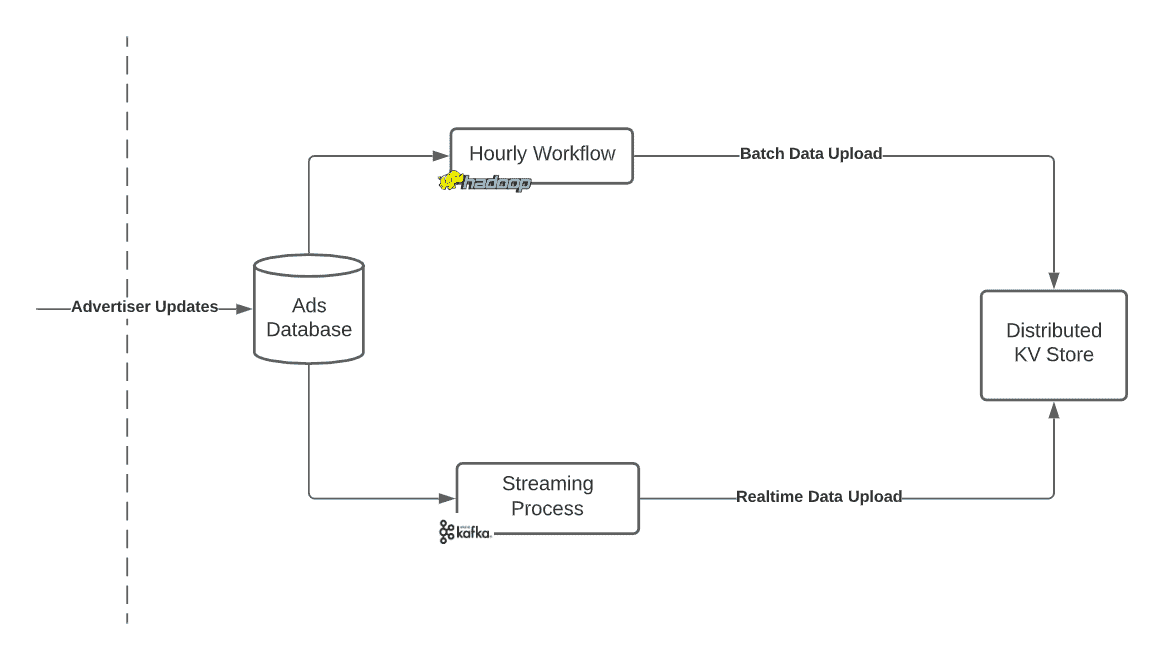 Hourly Workflow
hadoop
Batch Data Upload
Advertiser Updates
Ads
Database
Distributed
KV Store
Streaming
Process
kafka
Realtime Data Upload